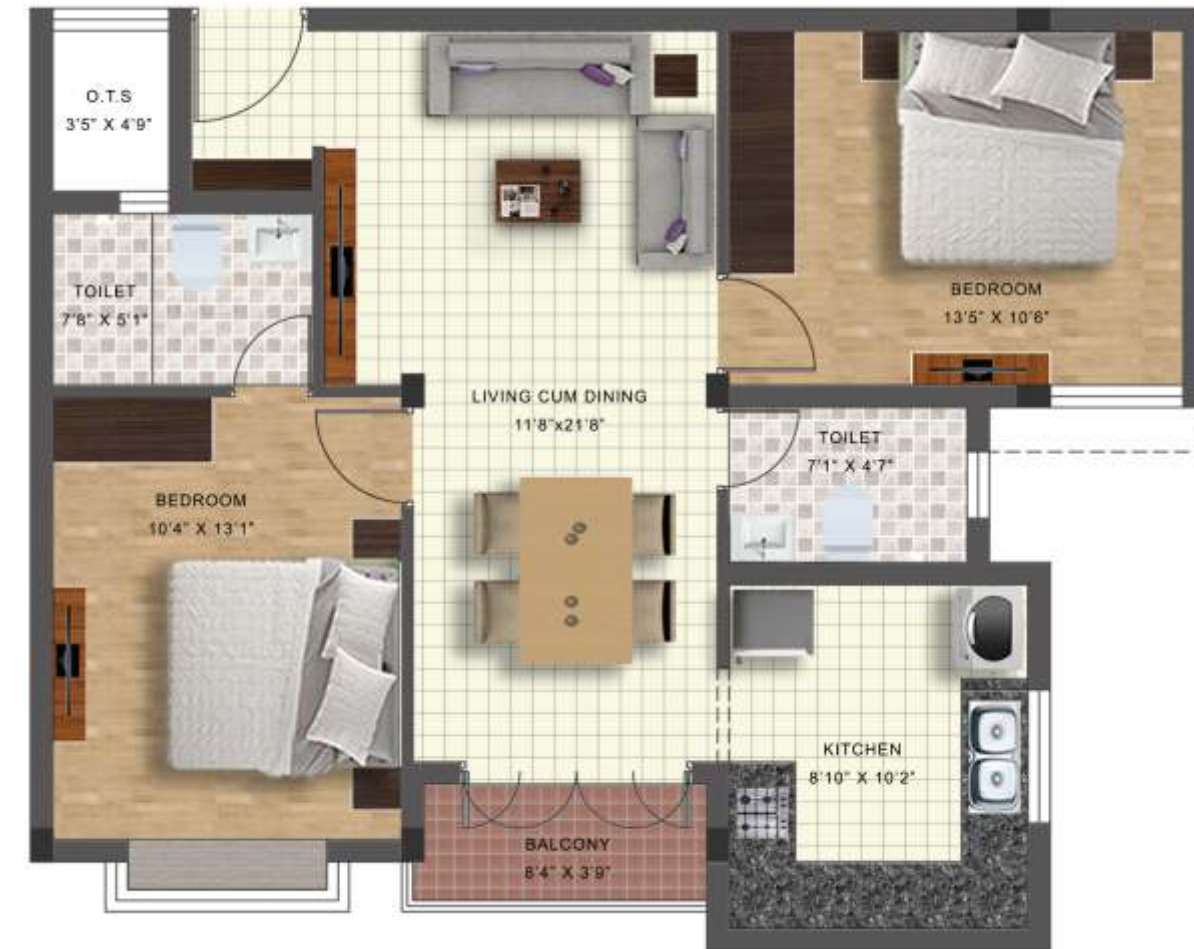 O.T.S
3'5" X 4'9"
TOILET
7'8" X 5'1"
BEDROOM
13'5" X 10'6"
LIVING CUM DINING
11'8"x21'8"
TOILET
7'1" X 4'7"
BEDROOM
10'4" X 13'1"
KITCHEN
8'10" X 10'2"
BALCONY
8'4" X 3'9"